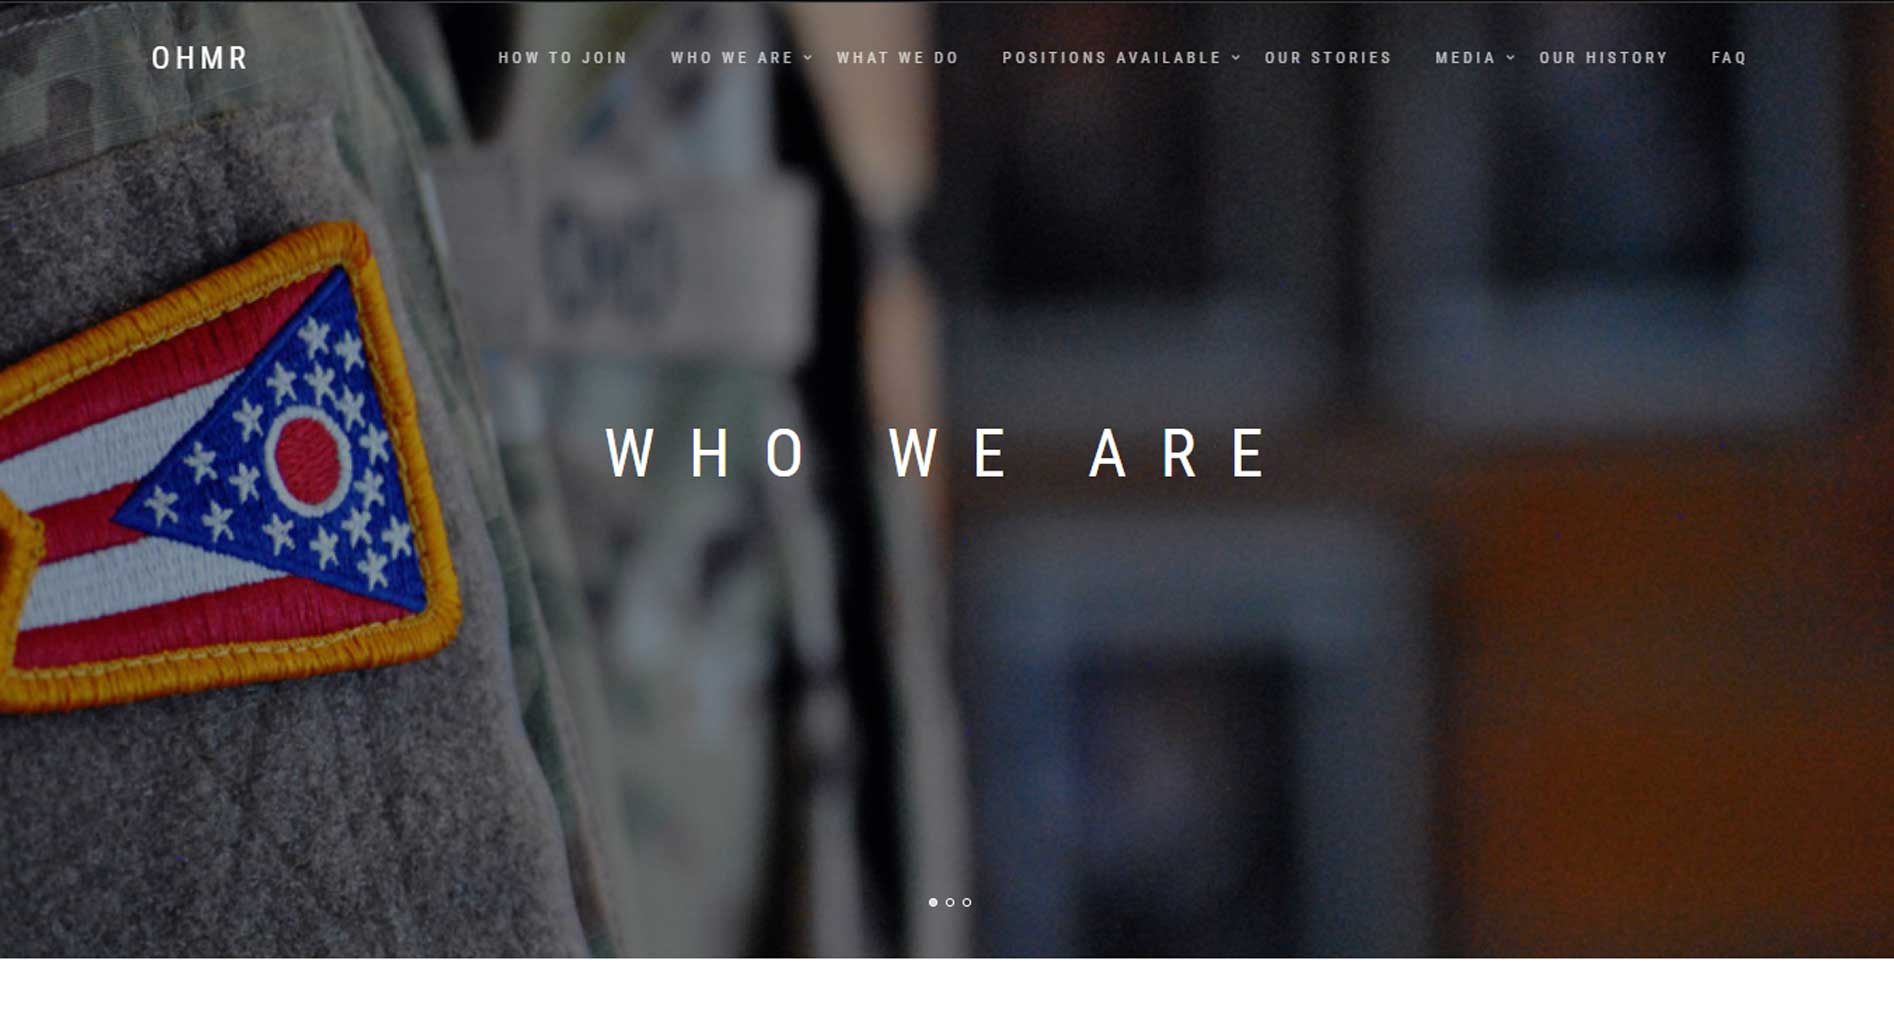 OHMR
HOW TO JOIN WHO WE ARE WHAT WE DO POSITIONS AVAILABLE OUR STORIES MEDIA OUR HISTORY FAQ
WHO WE ARE